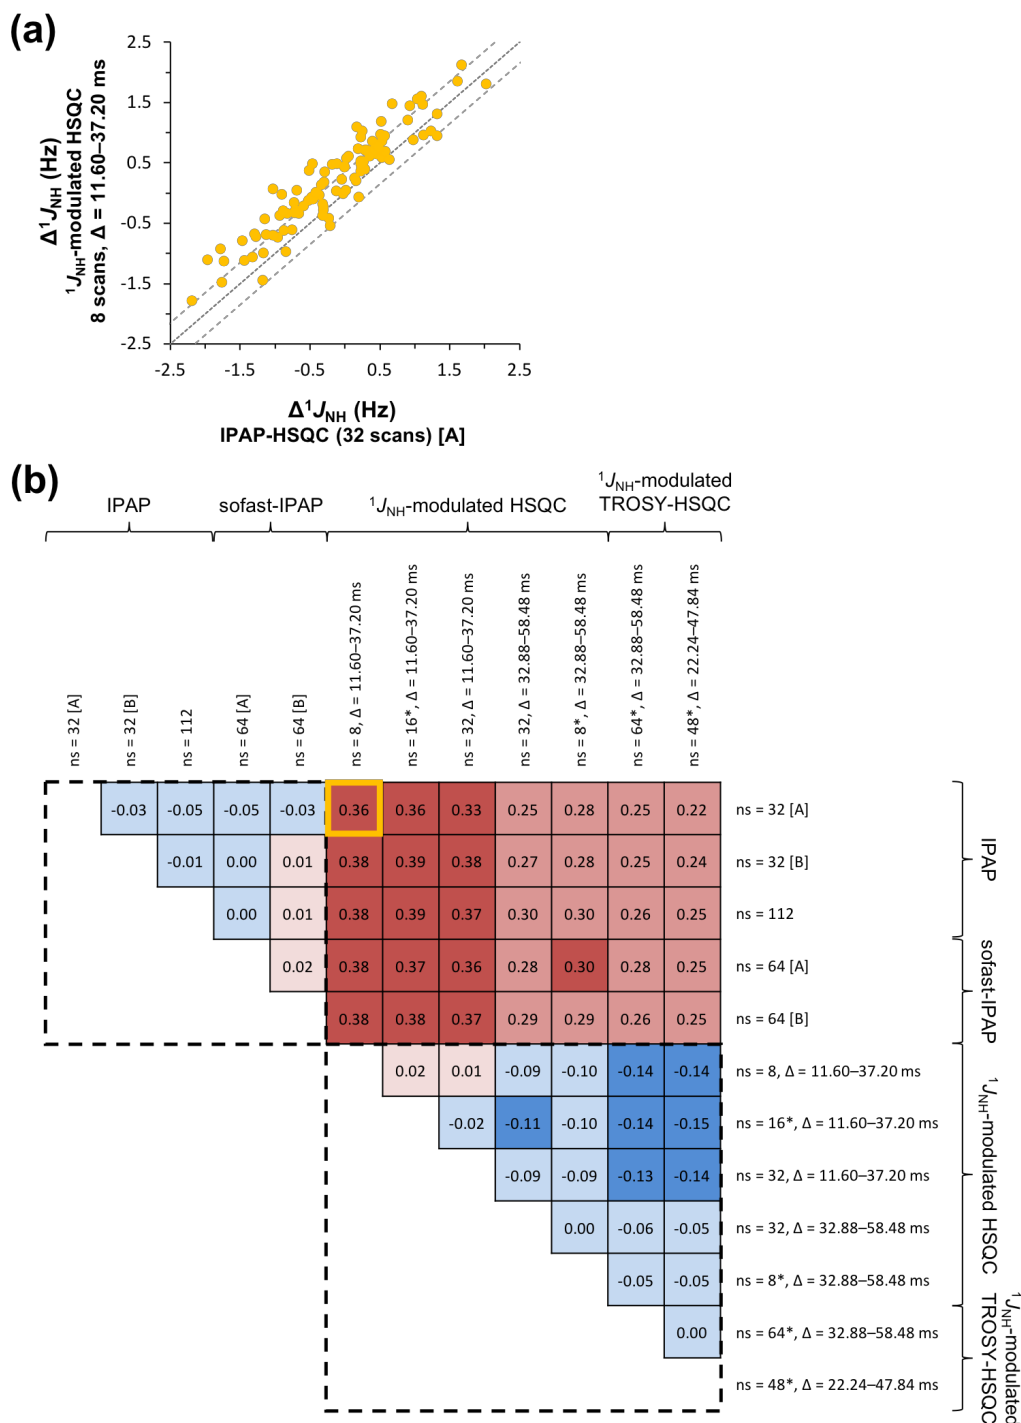 (a)
2.5
1.5
0.5
-0.5
-1.5
-2.5
-2.5 -1.5 -0.5 0.5 1.5 2.5
Δ¹JNH (Hz)
¹JNH-modulated HSQC
8 scans, Δ = 11.60–37.20 ms
Δ¹JNH (Hz)
IPAP-HSQC (32 scans) [A]
(b)
IPAP
sofast-IPAP
¹JNH-modulated HSQC
¹JNH-modulated
TROSY-HSQC
ns = 32 [A]
ns = 32 [B]
ns = 112
ns = 64 [A]
ns = 64 [B]
ns = 8, Δ = 11.60–37.20 ms
ns = 16*, Δ = 11.60–37.20 ms
ns = 32, Δ = 11.60–37.20 ms
ns = 32, Δ = 32.88–58.48 ms
ns = 8*, Δ = 32.88–58.48 ms
ns = 64*, Δ = 32.88–58.48 ms
ns = 48*, Δ = 22.24–47.84 ms
-0.03 -0.05 -0.05 -0.03 0.36 0.36 0.33 0.25 0.28 0.25 0.22 ns = 32 [A]
-0.01 0.00 0.01 0.38 0.39 0.38 0.27 0.28 0.25 0.24 ns = 32 [B]
0.00 0.01 0.38 0.39 0.37 0.30 0.30 0.26 0.25 ns = 112
0.02 0.38 0.37 0.36 0.28 0.30 0.28 0.25 ns = 64 [A]
0.38 0.38 0.37 0.29 0.29 0.26 0.25 ns = 64 [B]
0.02 0.01 -0.09 -0.10 -0.14 -0.14 ns = 8, Δ = 11.60–37.20 ms
-0.02 -0.11 -0.10 -0.14 -0.15 ns = 16*, Δ = 11.60–37.20 ms
-0.09 -0.09 -0.13 -0.14 ns = 32, Δ = 11.60–37.20 ms
0.00 -0.06 -0.05 ns = 32, Δ = 32.88–58.48 ms
-0.05 -0.05 ns = 8*, Δ = 32.88–58.48 ms
0.00 ns = 64*, Δ = 32.88–58.48 ms
ns = 48*, Δ = 22.24–47.84 ms
IPAP
sofast-IPAP
¹JNH-modulated HSQC
¹JNH-modulated
TROSY-HSQC